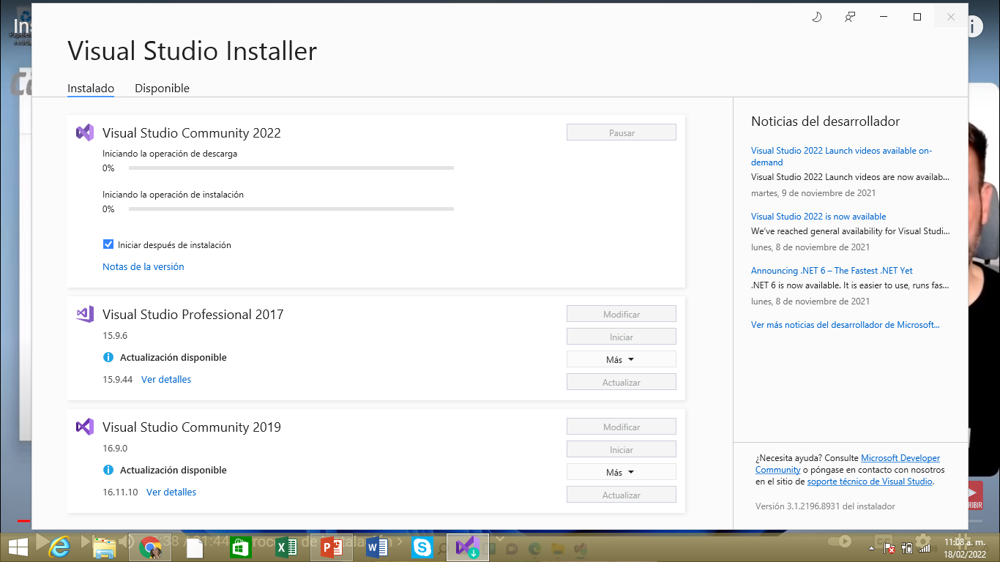 Visual Studio Installer
Instalado
Disponible
Visual Studio Community 2022
Pausar
Iniciando la operación de descarga
0%
Iniciando la operación de instalación
0%
Iniciar después de instalación
Notas de la versión
Visual Studio Professional 2017
Modificar
15.9.6
Iniciar
Actualización disponible
Más
15.9.44 Ver detalles
Actualizar
Visual Studio Community 2019
Modificar
16.9.0
Iniciar
Actualización disponible
Más
16.11.10 Ver detalles
Actualizar
Noticias del desarrollador
Visual Studio 2022 Launch videos available on-
demand
Visual Studio 2022 Launch videos are now availab...
martes, 9 de noviembre de 2021
Visual Studio 2022 is now available
We've reached general availability for Visual Studi...
lunes, 8 de noviembre de 2021
Announcing .NET 6 – The Fastest .NET Yet
.NET 6 is now available. It is easier to use, runs fas...
lunes, 8 de noviembre de 2021
Ver más noticias del desarrollador de Microsoft...
¿Necesita ayuda? Consulte Microsoft Developer
Community o póngase en contacto con nosotros
en el sitio de soporte técnico de Visual Studio.
Versión 3.1.2196.8931 del instalador
11:08 a. m.
18/02/2022